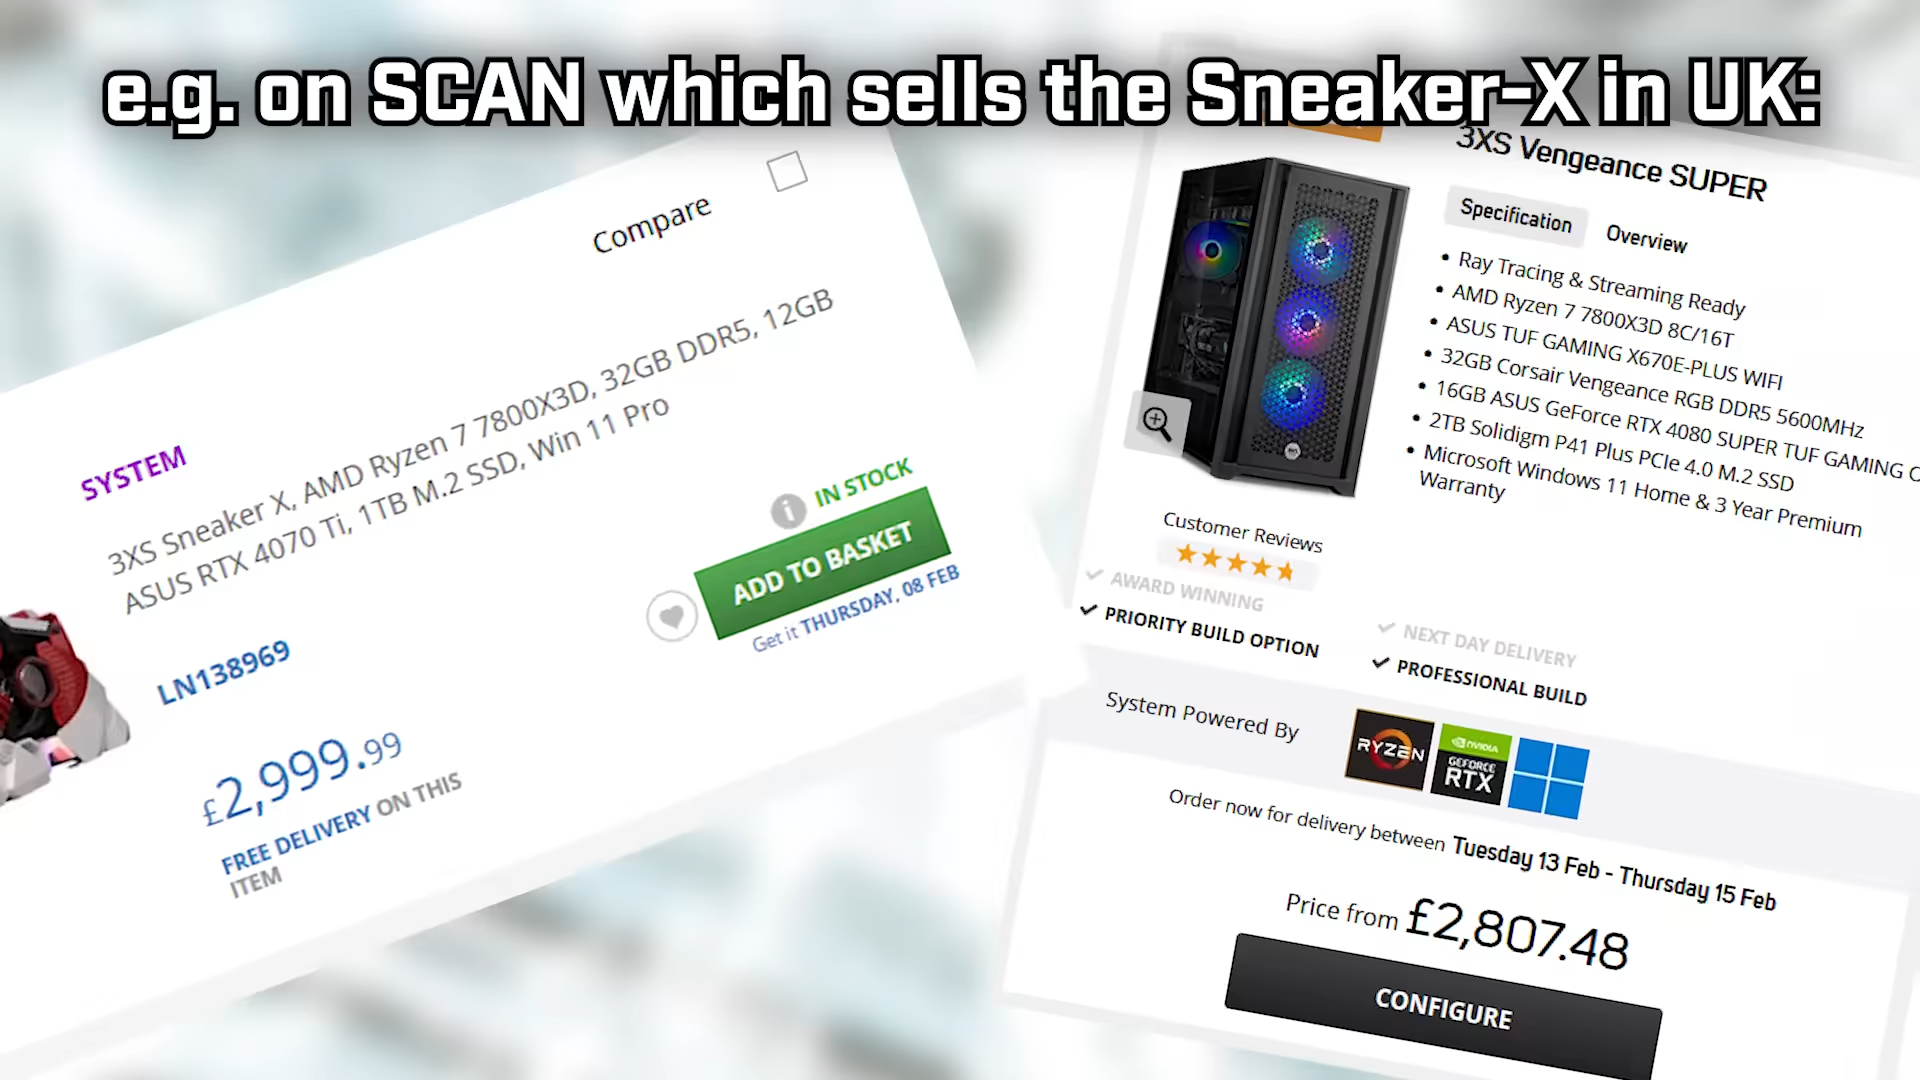 e.g. on SCAN which sells the Sneaker-X in UK:
Compare
SYSTEM
3XS Sneaker X, AMD Ryzen 7 7800X3D, 32GB DDR5, 12GB
ASUS RTX 4070 Ti, 1TB M.2 SSD, Win 11 Pro
LN138969
i IN STOCK
ADD TO BASKET
Get it THURSDAY, 08 FEB
£2,999.99
FREE DELIVERY ON THIS
ITEM
3XS Vengeance SUPER
Specification
Overview
• Ray Tracing & Streaming Ready
• AMD Ryzen 7 7800X3D 8C/16T
• ASUS TUF GAMING X670E-PLUS WIFI
• 32GB Corsair Vengeance RGB DDR5 5600MHz
• 16GB ASUS GeForce RTX 4080 SUPER TUF GAMING
• 2TB Solidigm P41 Plus PCIe 4.0 M.2 SSD
• Microsoft Windows 11 Home & 3 Year Premium
Warranty
Customer Reviews
AWARD WINNING
PRIORITY BUILD OPTION
NEXT DAY DELIVERY
PROFESSIONAL BUILD
System Powered By
RYZEN
NVIDIA
GEFORCE
RTX
Order now for delivery between Tuesday 13 Feb - Thursday 15 Feb
Price from £2,807.48
CONFIGURE